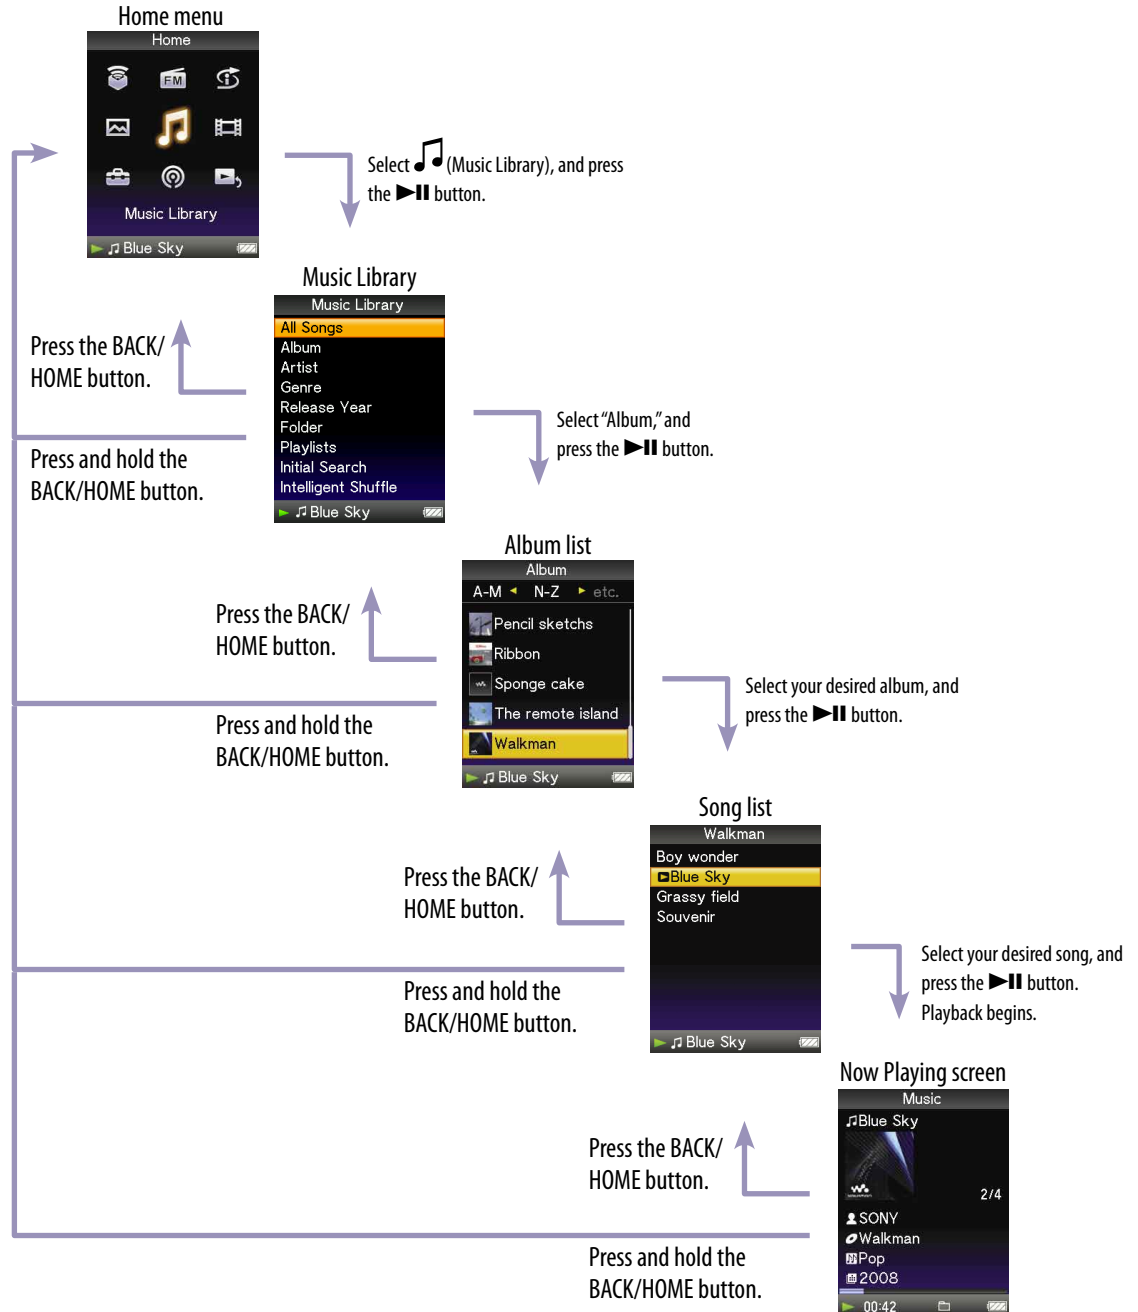 Home menu
Home
FM
Music Library
Blue Sky
Select (Music Library), and press
the button.
Music Library
Music Library
All Songs
Album
Artist
Genre
Release Year
Folder
Playlists
Initial Search
Intelligent Shuffle
Blue Sky
Press the BACK/
HOME button.
Press and hold the
BACK/HOME button.
Select “Album,” and
press the button.
Album list
Album
A-M N-Z etc.
Pencil sketchs
Ribbon
Sponge cake
The remote island
Walkman
Blue Sky
Press the BACK/
HOME button.
Press and hold the
BACK/HOME button.
Select your desired album, and
press the button.
Song list
Walkman
Boy wonder
Blue Sky
Grassy field
Souvenir
Blue Sky
Press the BACK/
HOME button.
Press and hold the
BACK/HOME button.
Select your desired song, and
press the button.
Playback begins.
Now Playing screen
Music
Blue Sky
2/4
SONY
Walkman
Pop
2008
00:42
Press the BACK/
HOME button.
Press and hold the
BACK/HOME button.